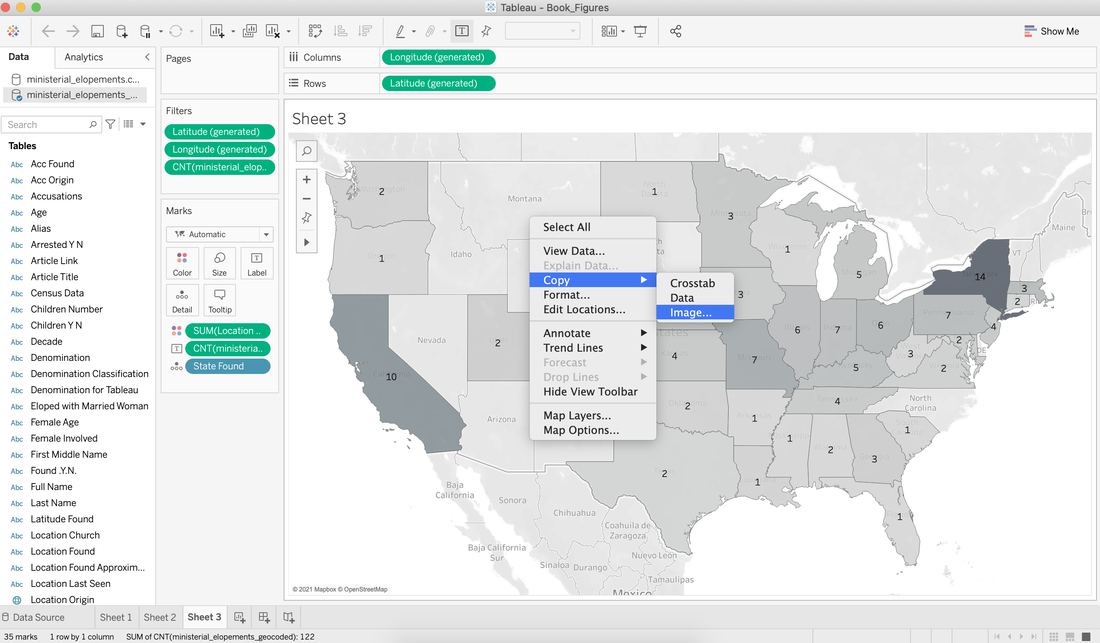 Tableau - Book_Figures
Show Me
Data
Analytics
ministerial_elopements.c...
ministerial_elopements_...
Search
Tables
Abc Acc Found
Abc Acc Origin
Abc Accusations
Abc Age
Abc Alias
Abc Arrested Y N
Abc Article Link
Abc Article Title
Abc Census Data
Abc Children Number
Abc Children Y N
Abc Decade
Abc Denomination
Abc Denomination Classification
Abc Denomination for Tableau
Abc Eloped with Married Woman
Abc Female Age
Abc Female Involved
Abc First Middle Name
Abc Found .Y.N.
Abc Full Name
Abc Last Name
Abc Latitude Found
Abc Location Church
Abc Location Found
Abc Location Found Approxim...
Abc Location Last Seen
Location Origin
Pages
Filters
Latitude (generated)
Longitude (generated)
CNT(ministerial_elop..
Marks
Automatic
Color
Size
Label
Detail
Tooltip
SUM(Location ..
CNT(ministeria..
State Found
Columns
Longitude (generated)
Rows
Latitude (generated)
Sheet 3
2
Montana
1
3
Maine
1
Idaho
1
5
VT
14
3
2
RI
3
Nevada
2
6
7
6
7
4
2
DE
10
4
7
5
3
2
Arizona
2
1
4
North
Carolina
1
1
2
3
2
1
1
Baja
California
Sonora
Chihuahua
Coahuila de
Zaragoza
Baja California
Sur
Sinaloa
Durango
Nuevo León
Tamaulipas
Mexico
Select All
View Data...
Explain Data...
Copy
Format...
Edit Locations...
Annotate
Trend Lines
Forecast
Drop Lines
Hide View Toolbar
Map Layers...
Map Options...
Crosstab
Data
Image...
© 2021 Mapbox © OpenStreetMap
Data Source
Sheet 1
Sheet 2
Sheet 3
35 marks
1 row by 1 column
SUM of CNT(ministerial_elopements_geocoded): 122